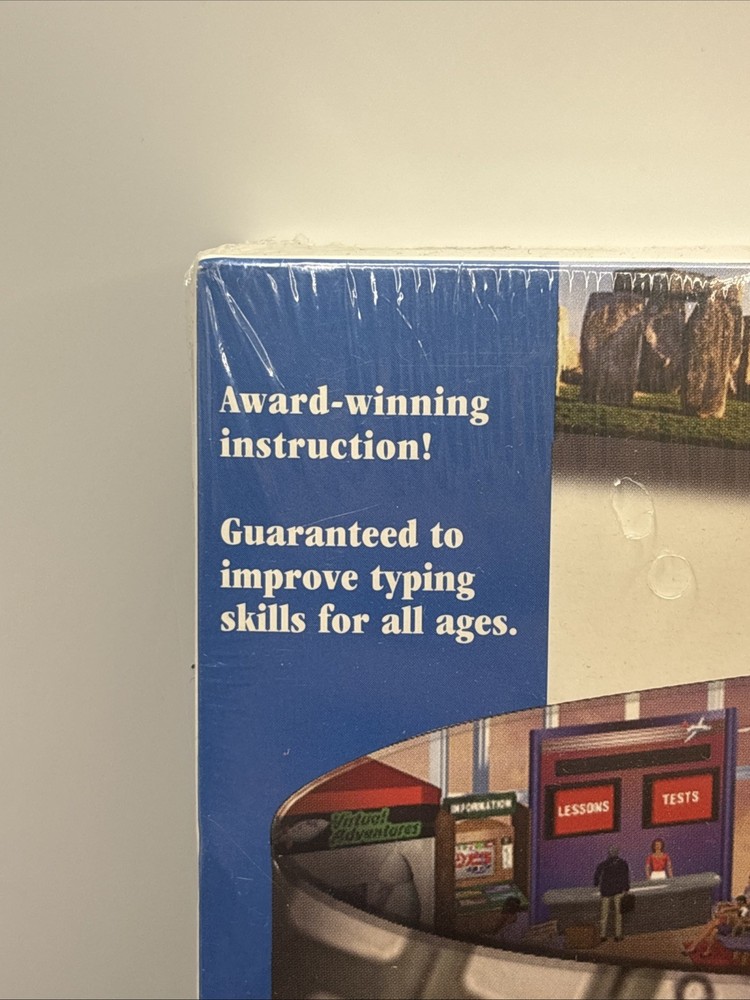 Award-winning
instruction!
Guaranteed to
improve typing
skills for all ages.
Virtual
Adventures
INFORMATION
LESSONS
TESTS